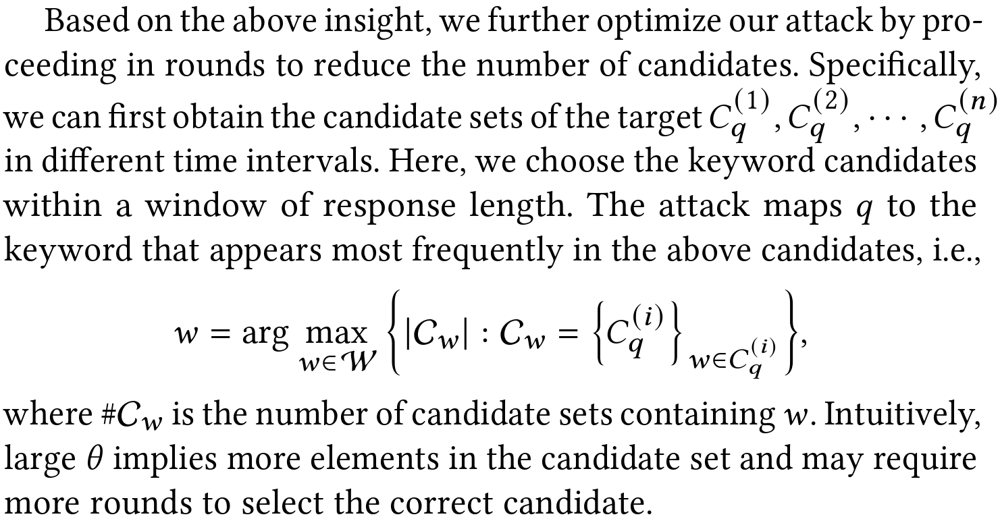 Based on the above insight, we further optimize our attack by pro-
ceeding in rounds to reduce the number of candidates. Specifically,
we can first obtain the candidate sets of the target $C_q^{(1)}, C_q^{(2)}, \cdots, C_q^{(n)}$
in different time intervals. Here, we choose the keyword candidates
within a window of response length. The attack maps $q$ to the
keyword that appears most frequently in the above candidates, i.e.,
$w = \arg\max_{w \in \mathcal{W}} \left\{ |\mathcal{C}_w| : \mathcal{C}_w = \left\{ C_q^{(i)} \right\}_{w \in C_q^{(i)}} \right\},$
where $\#\mathcal{C}_w$ is the number of candidate sets containing $w$. Intuitively,
large $\theta$ implies more elements in the candidate set and may require
more rounds to select the correct candidate.